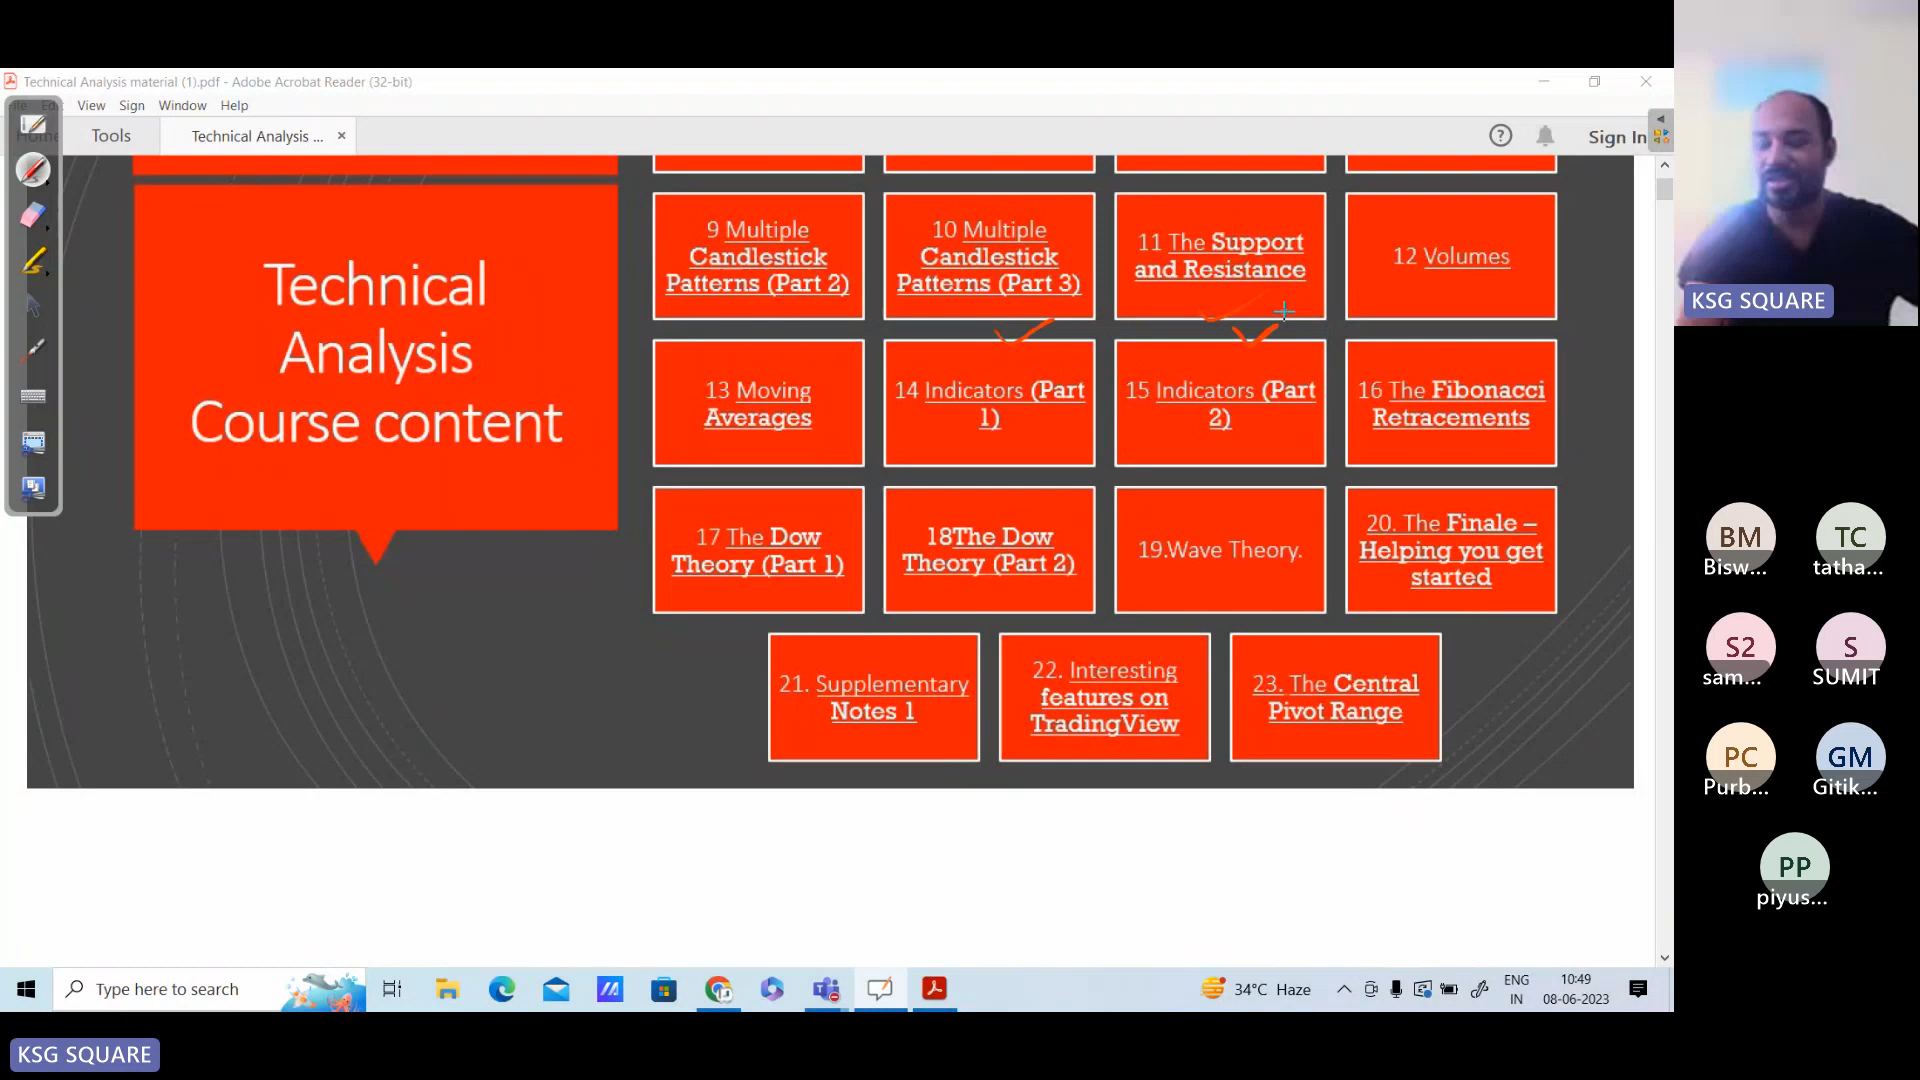 Technical Analysis material (1).pdf - Adobe Acrobat Reader (32-bit)
View Sign Window Help
Tools
Technical Analysis ... ×
Sign In
Technical
Analysis
Course content
9 Multiple
Candlestick
Patterns (Part 2)
10 Multiple
Candlestick
Patterns (Part 3)
11 The Support
and Resistance
12 Volumes
13 Moving
Averages
14 Indicators (Part
1)
15 Indicators (Part
2)
16 The Fibonacci
Retracements
17 The Dow
Theory (Part 1)
18The Dow
Theory (Part 2)
19.Wave Theory.
20. The Finale –
Helping you get
started
21. Supplementary
Notes 1
22. Interesting
features on
TradingView
23. The Central
Pivot Range
KSG SQUARE
BM
Bisw...
TC
tatha...
S2
sam...
S
SUMIT
PC
Purb...
GM
Gitik...
PP
piyus...
Type here to search
34°C Haze
ENG
IN
10:49
08-06-2023
KSG SQUARE